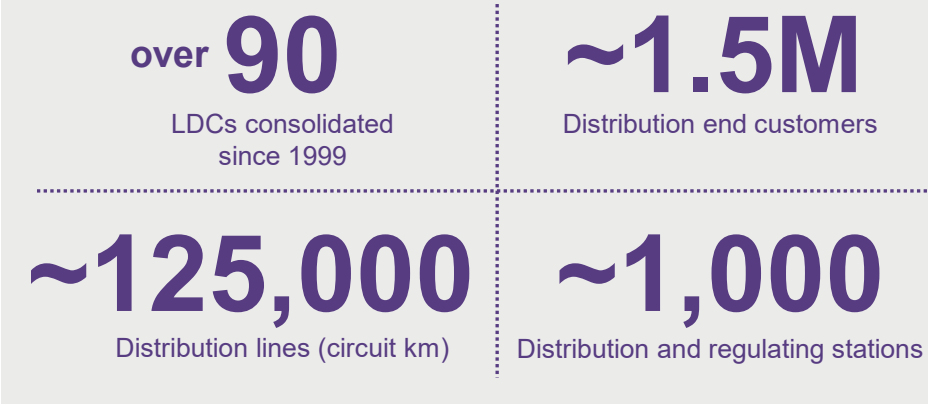 over 90
LDCs consolidated
since 1999
~1.5M
Distribution end customers
~125,000
Distribution lines (circuit km)
~1,000
Distribution and regulating stations